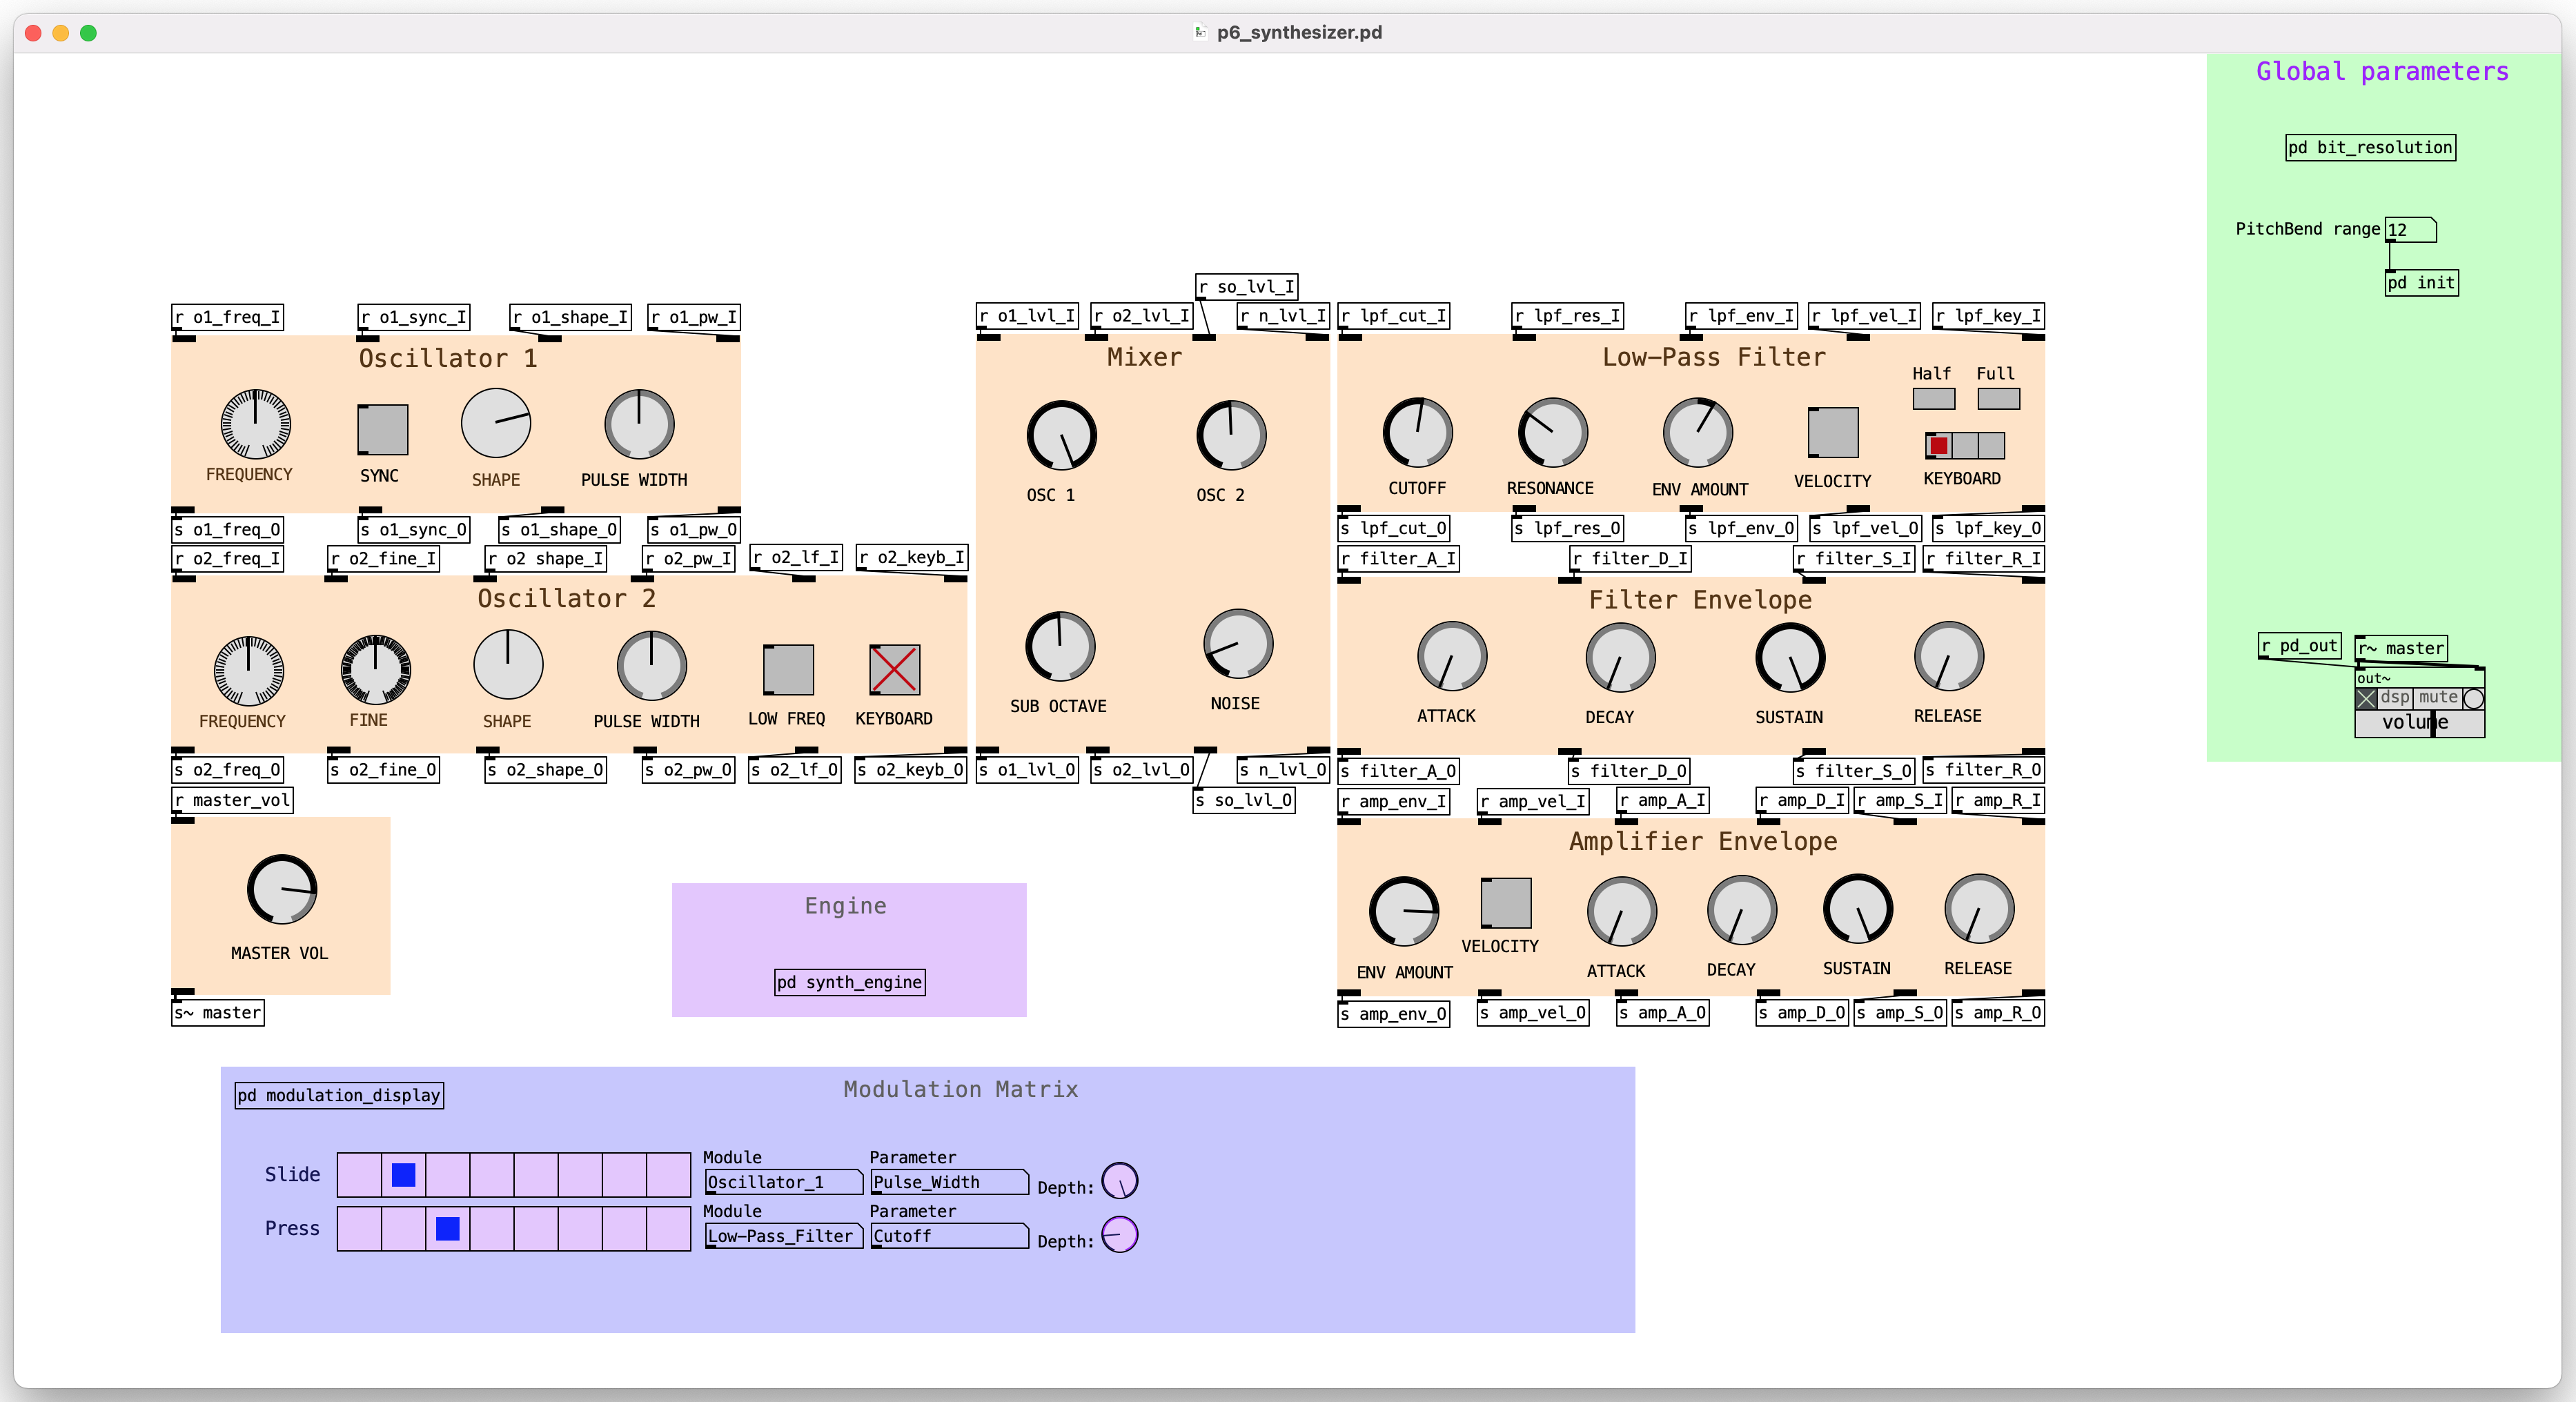 p6_synthesizer.pd
Global parameters
pd bit_resolution
PitchBend range 12
pd init
r so_lvl_I
r o1_freq_I r o1_sync_I r o1_shape_I r o1_pw_I r o1_lvl_I r o2_lvl_I r n_lvl_I r lpf_cut_I r lpf_res_I r lpf_env_I r lpf_vel_I r lpf_key_I
Oscillator 1
FREQUENCY SYNC SHAPE PULSE WIDTH
s o1_freq_O s o1_sync_O s o1_shape_O s o1_pw_O
r o2_freq_I r o2_fine_I r o2 shape_I r o2_pw_I r o2_lf_I r o2_keyb_I
Oscillator 2
FREQUENCY FINE SHAPE PULSE WIDTH LOW FREQ KEYBOARD
s o2_freq_O s o2_fine_O s o2_shape_O s o2_pw_O s o2_lf_O s o2_keyb_O
Mixer
OSC 1 OSC 2
SUB OCTAVE NOISE
s o1_lvl_O s o2_lvl_O s n_lvl_O
s so_lvl_O
Low-Pass Filter
Half Full
CUTOFF RESONANCE ENV AMOUNT VELOCITY KEYBOARD
s lpf_cut_O s lpf_res_O s lpf_env_O s lpf_vel_O s lpf_key_O
r filter_A_I r filter_D_I r filter_S_I r filter_R_I
Filter Envelope
ATTACK DECAY SUSTAIN RELEASE
s filter_A_O s filter_D_O s filter_S_O s filter_R_O
r amp_env_I r amp_vel_I r amp_A_I r amp_D_I r amp_S_I r amp_R_I
Amplifier Envelope
ENV AMOUNT VELOCITY ATTACK DECAY SUSTAIN RELEASE
s amp_env_O s amp_vel_O s amp_A_O s amp_D_O s amp_S_O s amp_R_O
r pd_out r~ master
out~
dsp mute
volume
r master_vol
MASTER VOL
s~ master
Engine
pd synth_engine
Modulation Matrix
pd modulation_display
Module Parameter
Slide Oscillator_1 Pulse_Width Depth:
Module Parameter
Press Low-Pass_Filter Cutoff Depth: